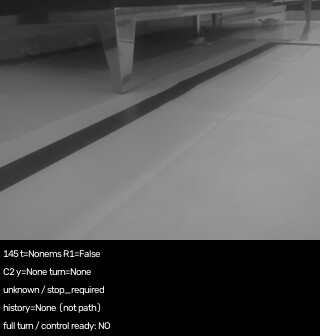 145 t=Nonems R1=False
C2 y=None turn=None
unknown / stop_required
history=None (not path)
full turn / control ready: NO